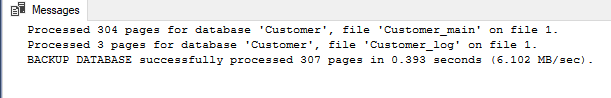 Messages
Processed 304 pages for database 'Customer', file 'Customer_main' on file 1.
Processed 3 pages for database 'Customer', file 'Customer_log' on file 1.
BACKUP DATABASE successfully processed 307 pages in 0.393 seconds (6.102 MB/sec).